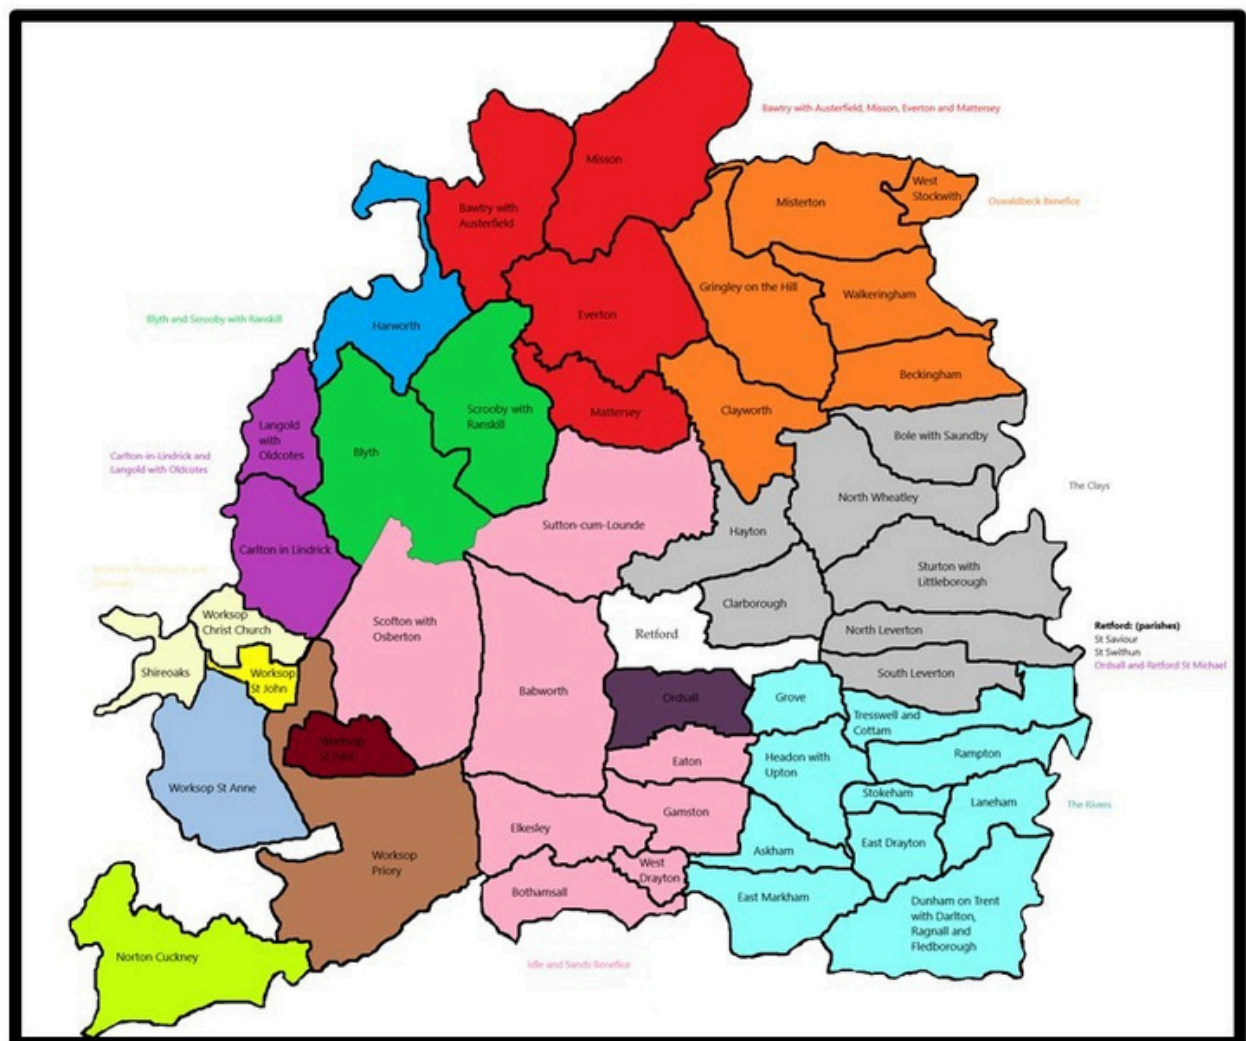 Bawtry with Austerfield, Misson, Everton and Mattersey
Misson
West
Stockwith
Misterton
Oswaldbeck Benefice
Bawtry with
Austerfield
Gringley on the Hill
Walkeringham
Blyth and Scrooby with Ranskill
Harworth
Everton
Beckingham
Scrooby with
Ranskill
Mattersey
Clayworth
Langold
with
Oldcotes
Blyth
Bole with Saundby
Carlton-in-Lindrick and
Langold with Oldcotes
The Clays
North Wheatley
Sutton-cum-Lounde
Hayton
Carlton in Lindrick
Sturton with
Littleborough
Clarborough
Worksop
Christ Church
Scofton with
Osberton
Retford
North Leverton
Retford: (parishes)
St Saviour
St Swithun
Ordsall and Retford St Michael
Shireoaks
Worksop
St John
South Leverton
Babworth
Ordsall
Grove
Tresswell and
Cottam
Worksop
Eaton
Headon with
Upton
Rampton
Worksop St Anne
Stokeham
Laneham
The Rivers
Gamston
Elkesley
East Drayton
Askham
Worksop
Priory
West
Drayton
Bothamsall
East Markham
Dunham on Trent
with Darlton,
Ragnall and
Fledborough
Norton Cuckney
Idle and Sands Benefice